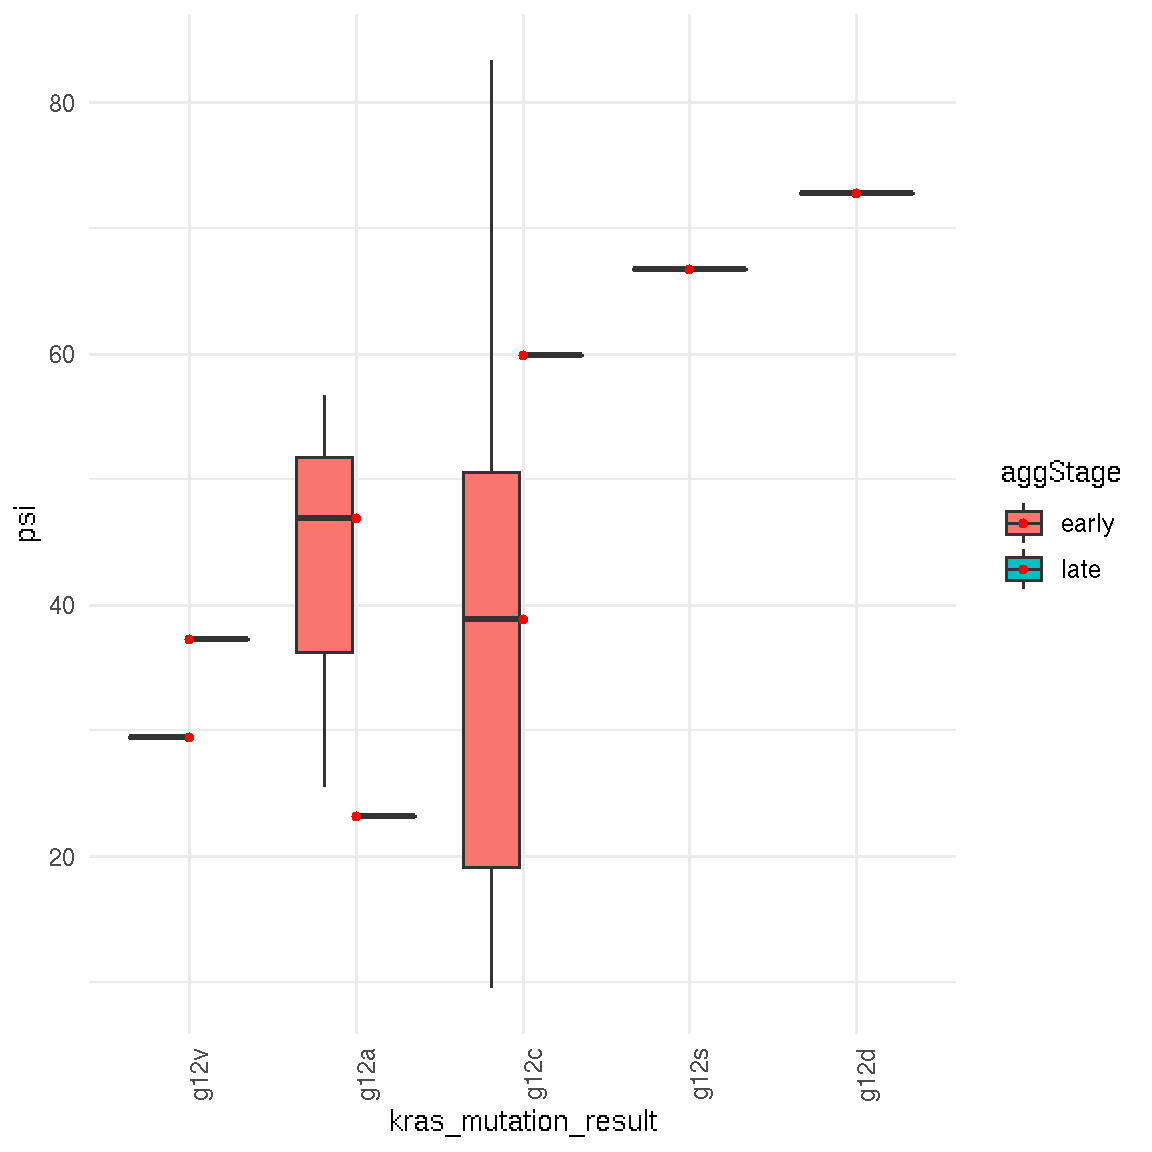 80
60
40
20
psi
g12v
g12a
g12c
g12s
g12d
kras_mutation_result
aggStage
early
late